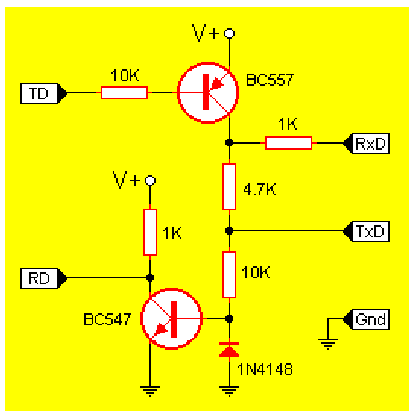 V+
10K
BC557
TD
1K
RxD
V+
4.7K
1K
TxD
RD
10K
BC547
Gnd
1N4148